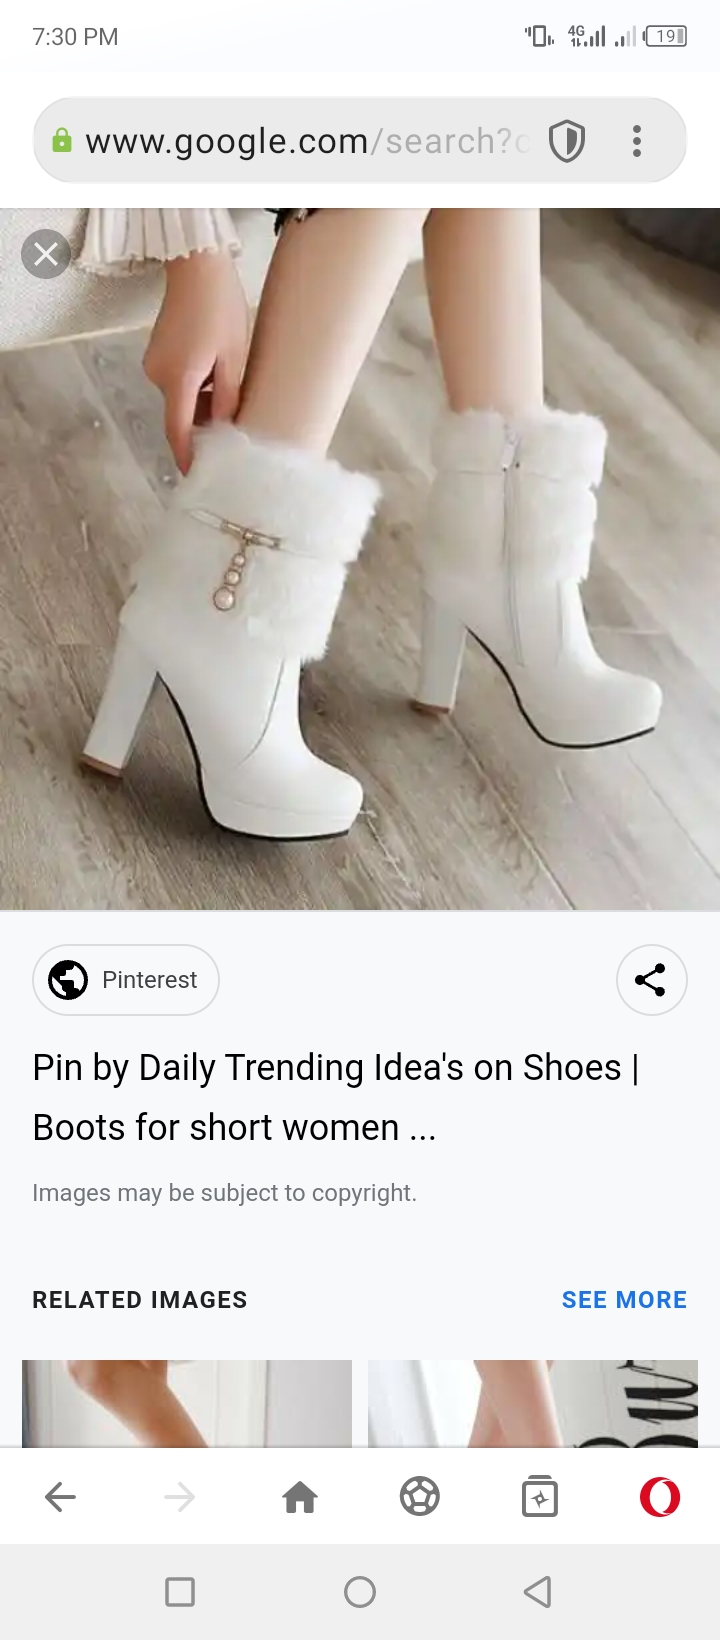 7:30 PM
4G
19
www.google.com/search?
Pinterest
Pin by Daily Trending Idea's on Shoes |
Boots for short women ...
Images may be subject to copyright.
RELATED IMAGES
SEE MORE